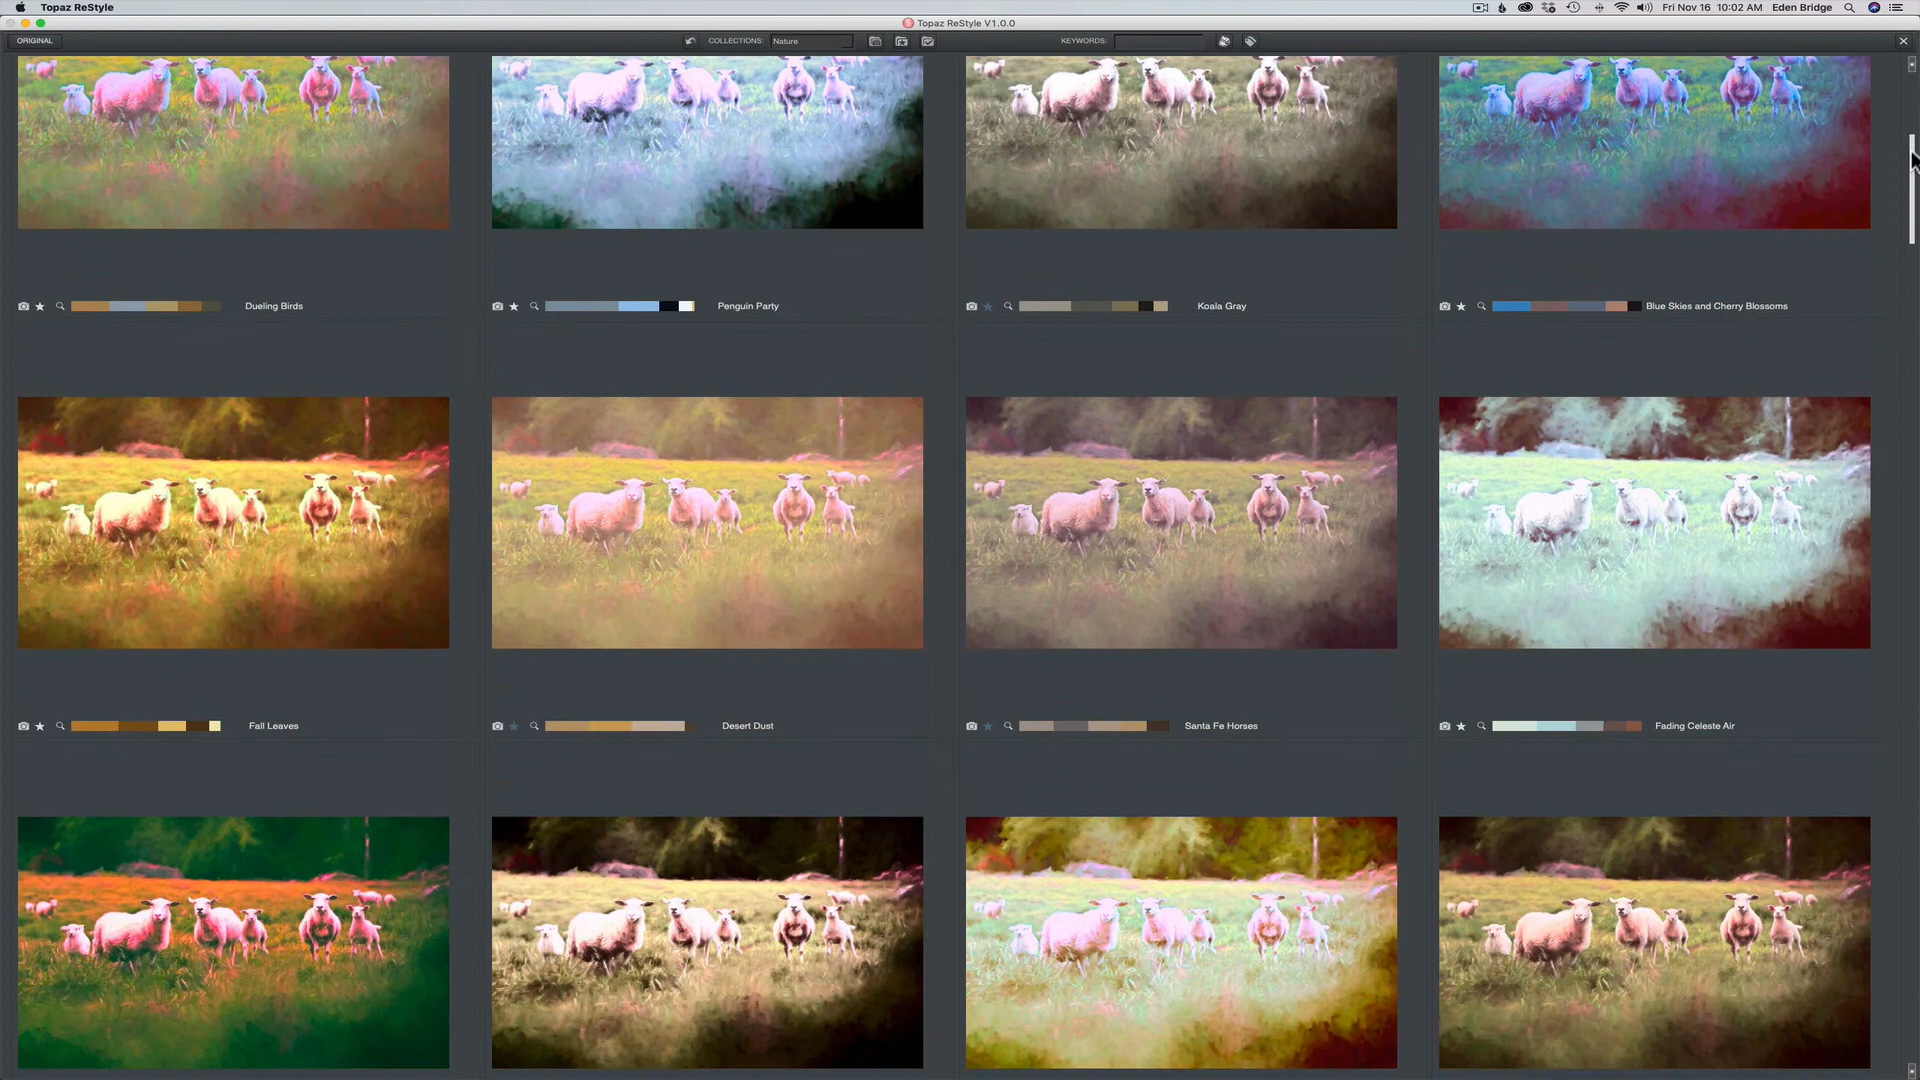 Topaz ReStyle
Fri Nov 16 10:02 AM Eden Bridge
Topaz ReStyle V1.0.0
ORIGINAL COLLECTIONS: Nature KEYWORDS:
Dueling Birds Penguin Party Koala Gray Blue Skies and Cherry Blossoms
Fall Leaves Desert Dust Santa Fe Horses Fading Celeste Air